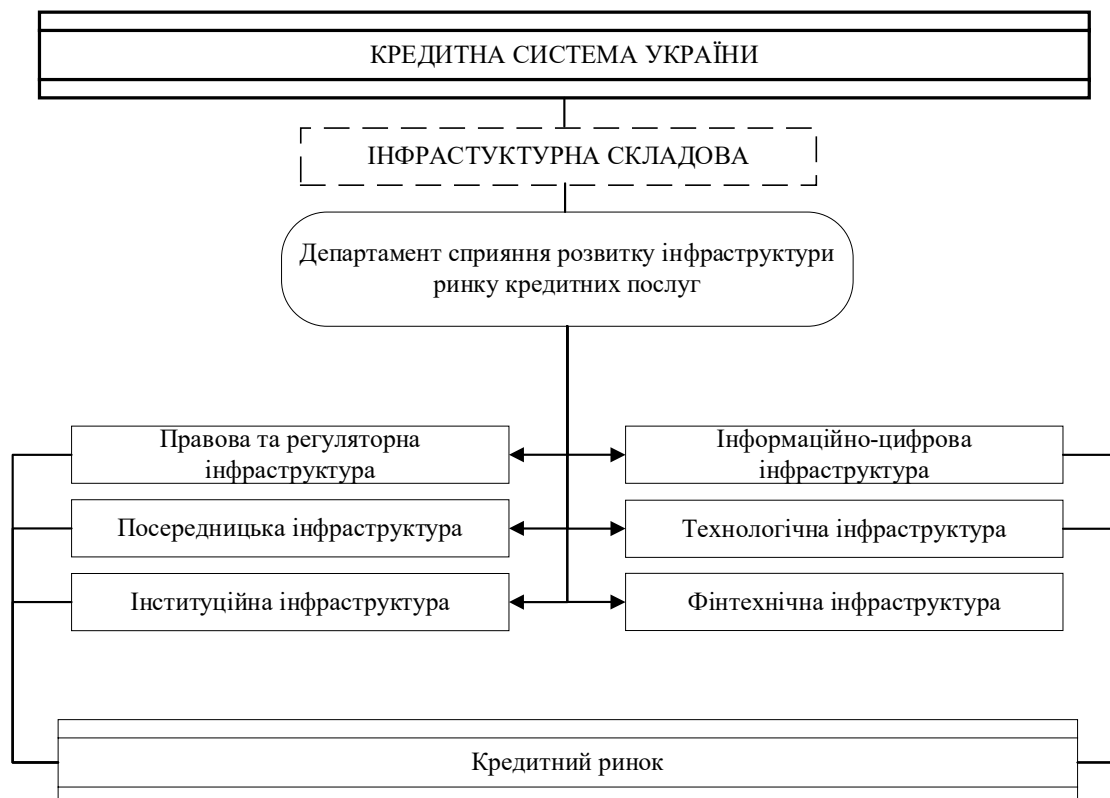 КРЕДИТНА СИСТЕМА УКРАЇНИ
ІНФРАСТУКТУРНА СКЛАДОВА
Департамент сприяння розвитку інфраструктури
ринку кредитних послуг
Правова та регуляторна
інфраструктура
Інформаційно-цифрова
інфраструктура
Посередницька інфраструктура
Технологічна інфраструктура
Інституційна інфраструктура
Фінтехнічна інфраструктура
Кредитний ринок